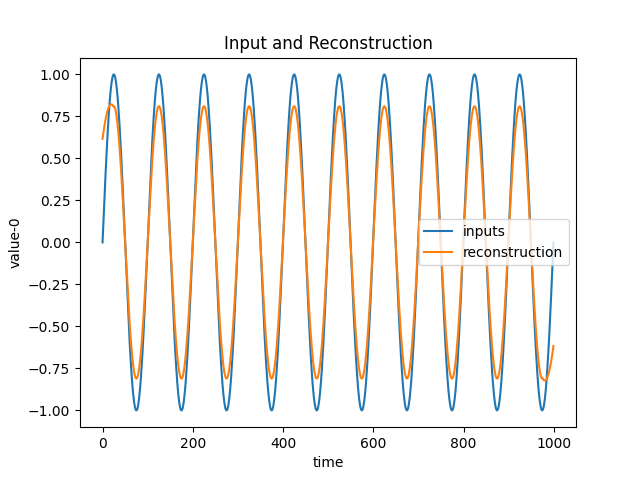 Input and Reconstruction
1.00
0.75
0.50
0.25
0.00
−0.25
−0.50
−0.75
−1.00
value-0
inputs
reconstruction
0 200 400 600 800 1000
time